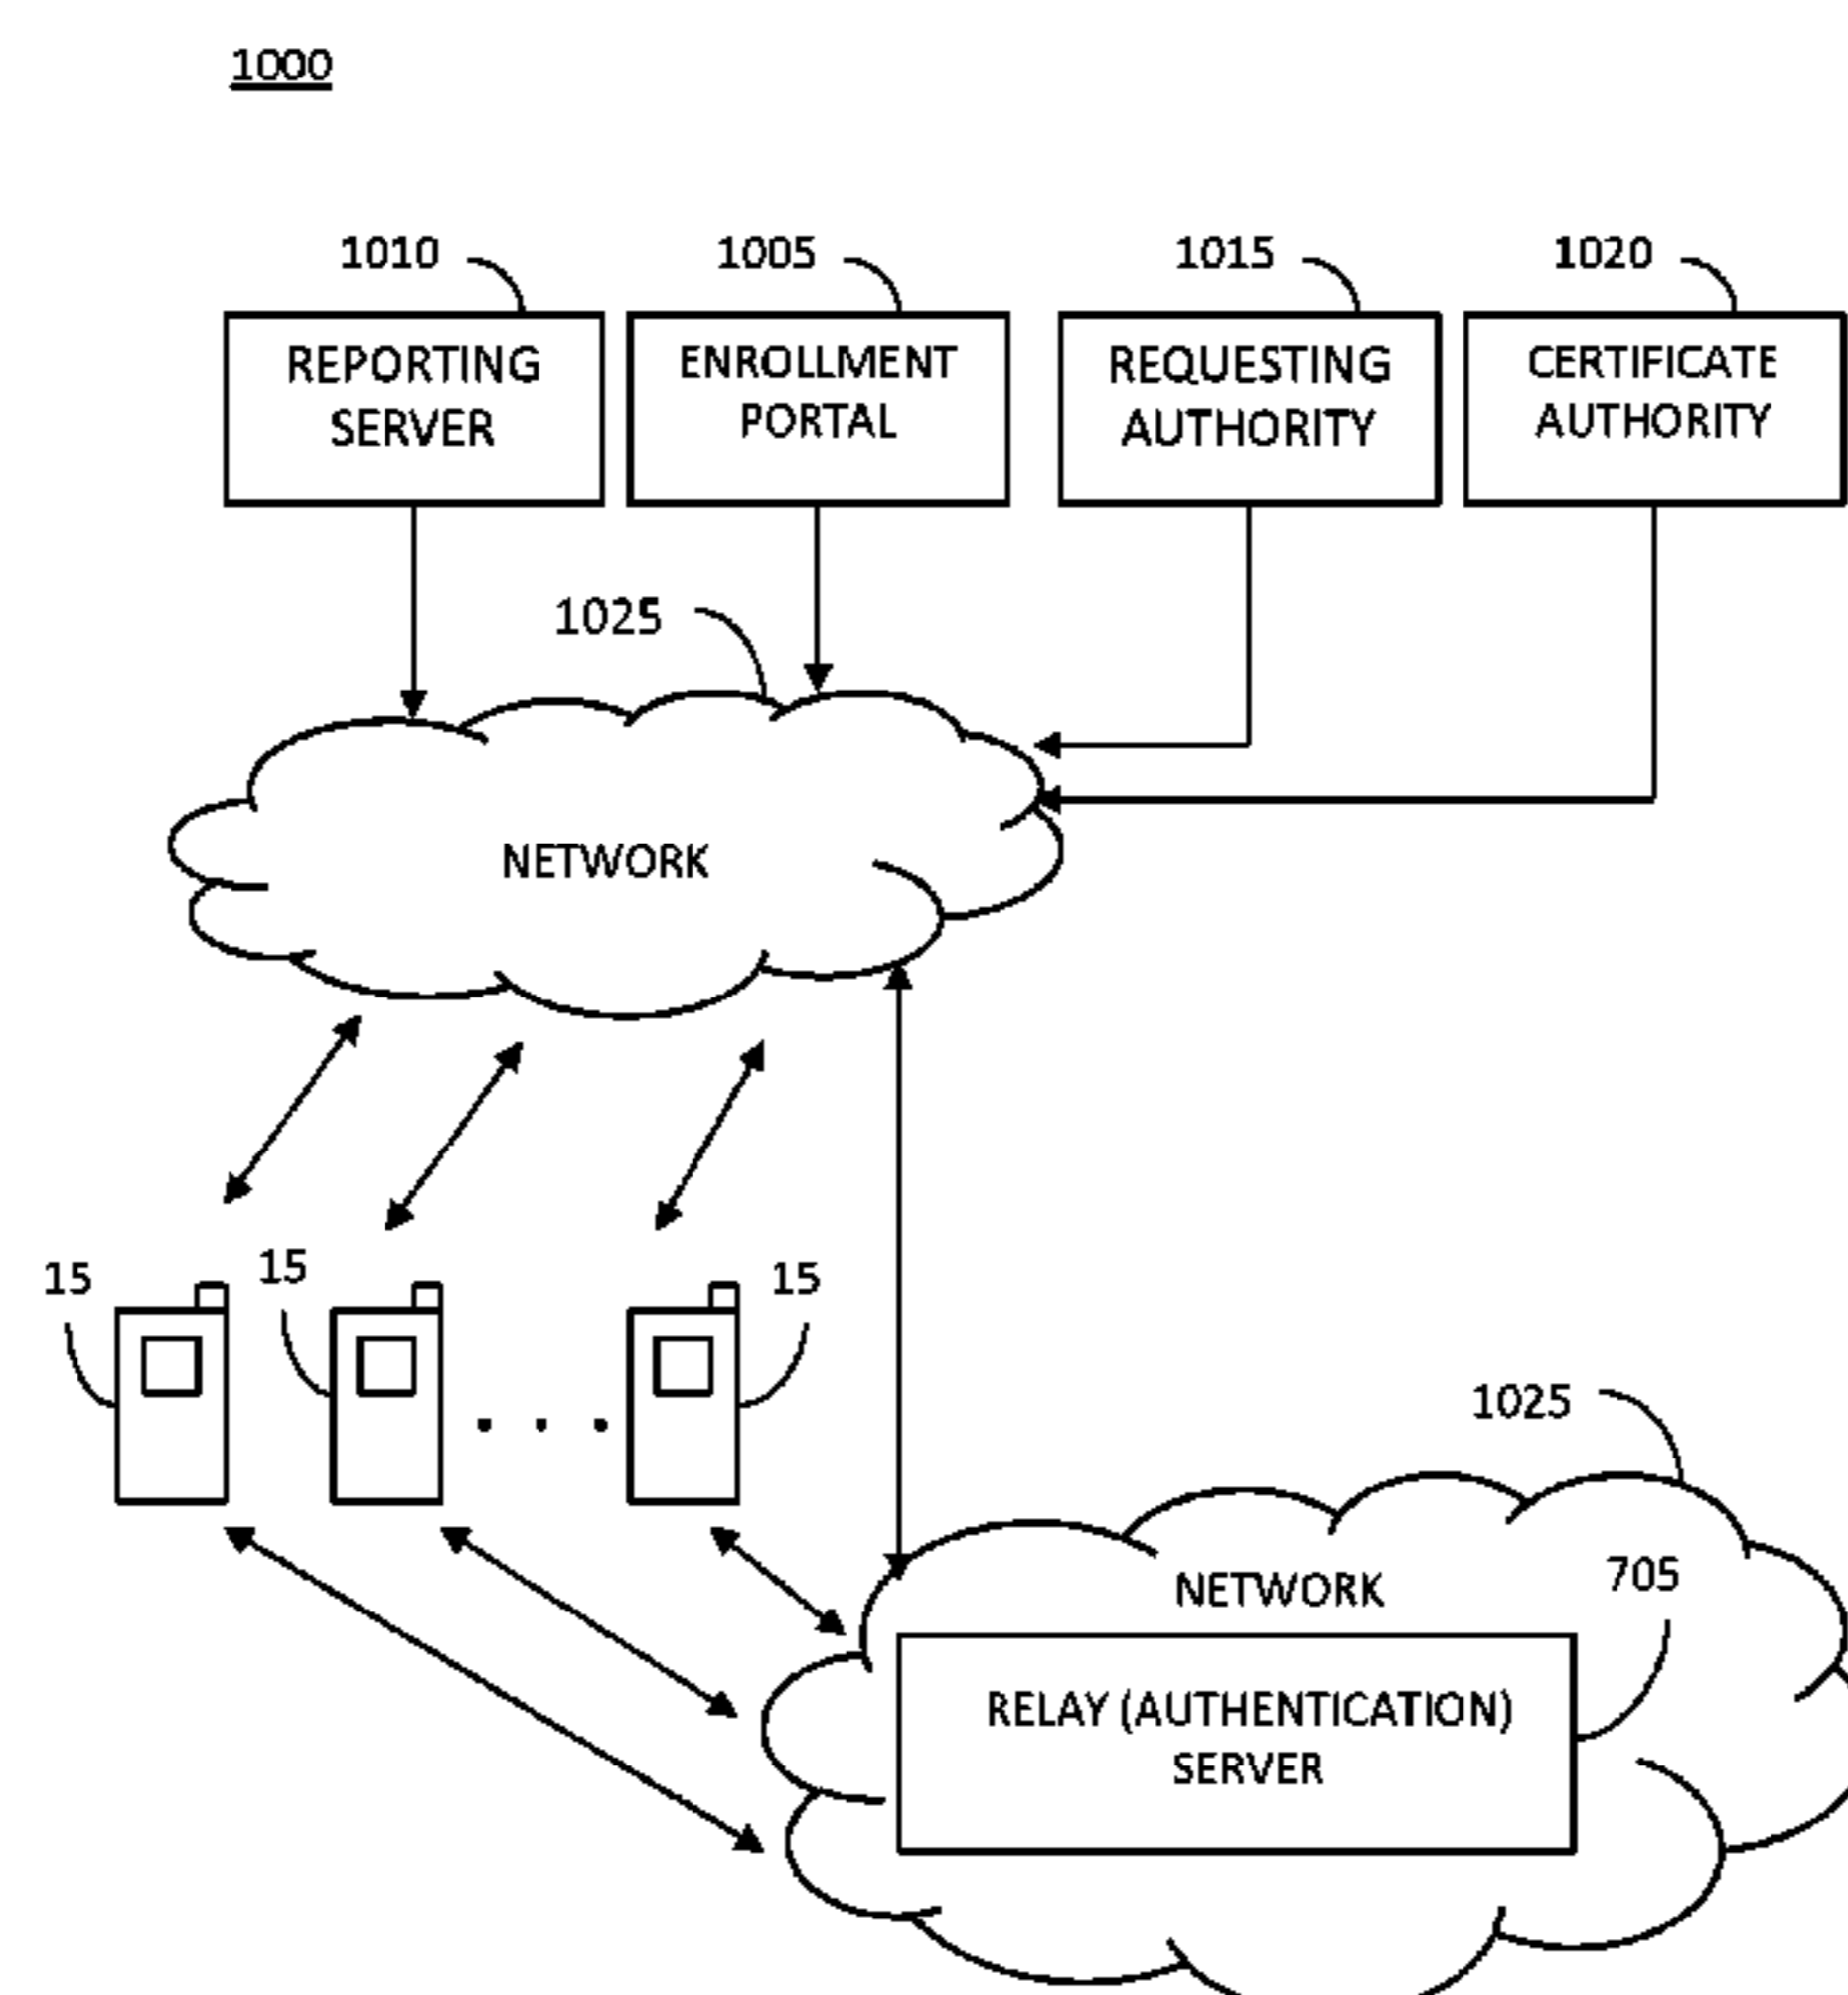 1000
1010
1005
1015
1020
REPORTING
SERVER
ENROLLMENT
PORTAL
REQUESTING
AUTHORITY
CERTIFICATE
AUTHORITY
1025
NETWORK
15
15
15
1025
NETWORK
705
RELAY (AUTHENTICATION)
SERVER